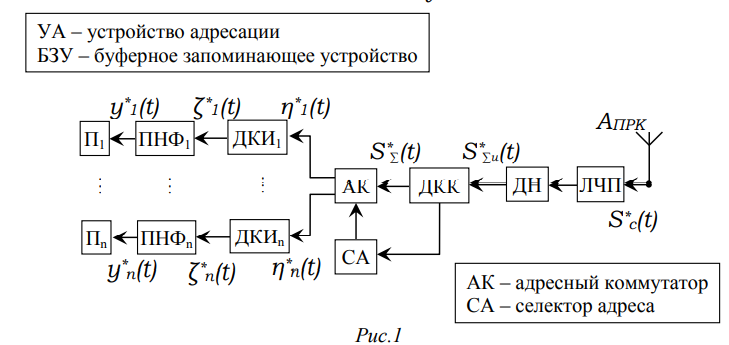 УА – устройство адресации
БЗУ – буферное запоминающее устройство
y*1(t) ζ*1(t) η*1(t)
S*∑(t) S*∑u(t) AПРК
П1 ПНФ1 ДКИ1
АК ДКК ДН ЛЧП
S*c(t)
Пn ПНФn ДКИn
СА
y*n(t) ζ*n(t) η*n(t)
АК – адресный коммутатор
СА – селектор адреса
Рис.1